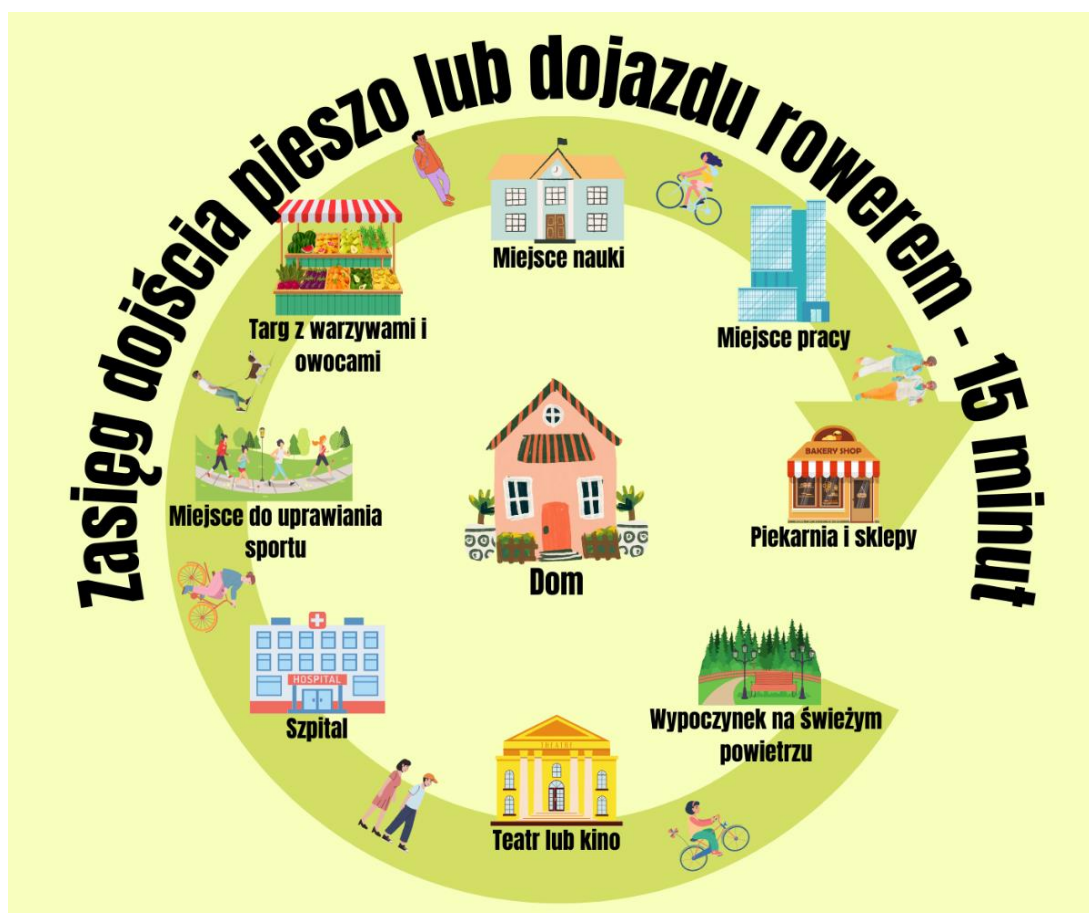 Zasięg dojścia pieszo lub dojazdu rowerem - 15 minut
Miejsce nauki
Targ z warzywami i
owocami
Miejsce pracy
BAKERY SHOP
Piekarnia i sklepy
Miejsce do uprawiania
sportu
Dom
HOSPITAL
Szpital
Wypoczynek na świeżym
powietrzu
THEATRE
Teatr lub kino